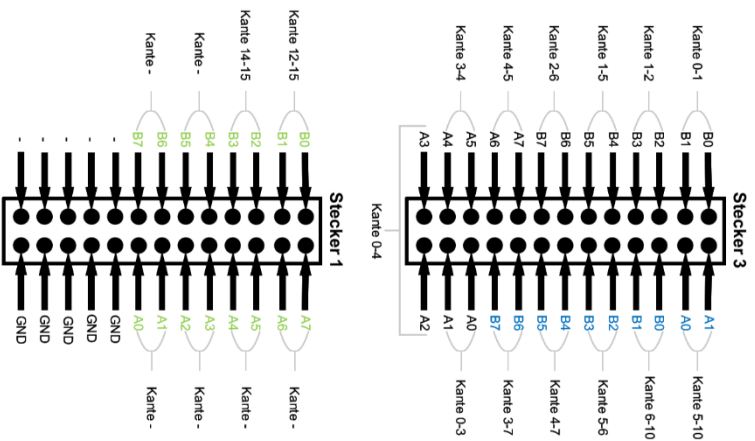 Stecker 3
B0 A1
Kante 0-1 Kante 5-10
B1 A0
B2 B0
Kante 1-2 Kante 6-10
B3 B1
B4 B2
Kante 1-5 Kante 5-6
B5 B3
B6 B4
Kante 2-6 Kante 4-7
B7 B5
A7 B6
Kante 4-5 Kante 3-7
A6 B7
A5 A0
Kante 3-4 Kante 0-3
A4 A1
A3 A2
Kante 0-4
Stecker 1
B0 A7
Kante 12-15 Kante -
B1 A6
B2 A5
Kante 14-15 Kante -
B3 A4
B4 A3
Kante - Kante -
B5 A2
B6 A1
Kante - Kante -
B7 A0
- GND
- GND
- GND
- GND
- GND